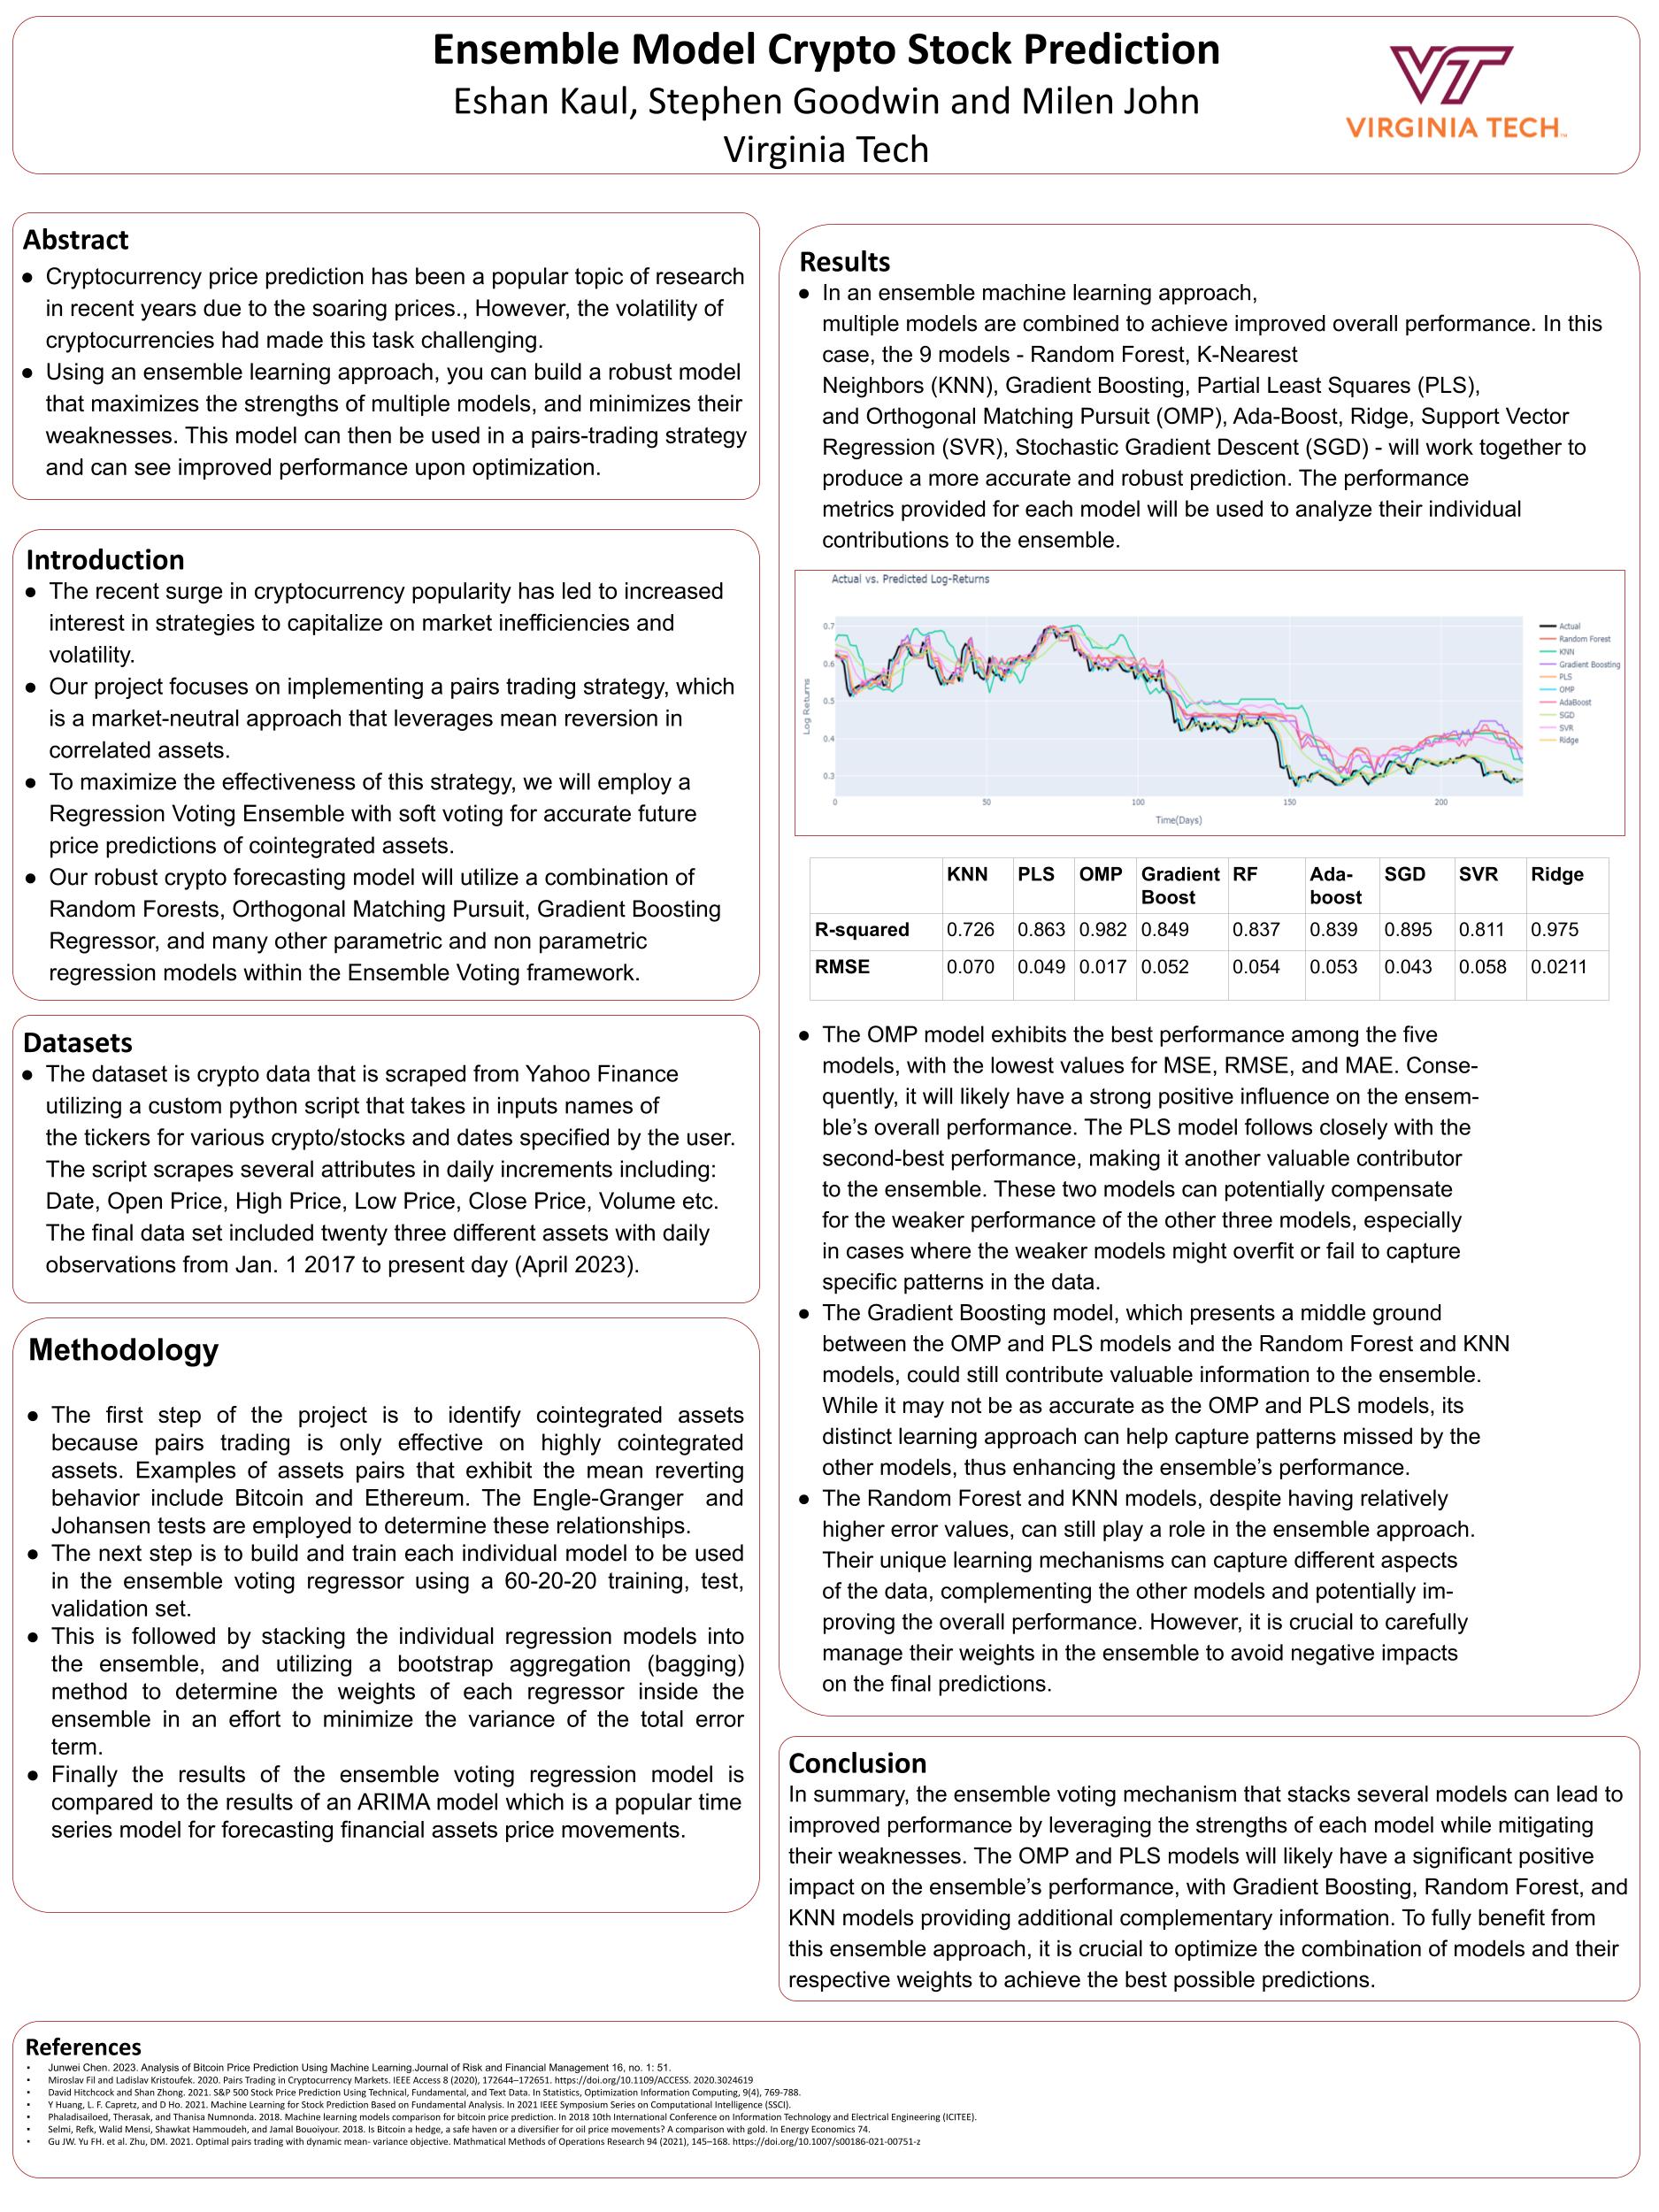 Ensemble Model Crypto Stock Prediction
Eshan Kaul, Stephen Goodwin and Milen John
Virginia Tech
VT
VIRGINIA TECH™
Abstract
● Cryptocurrency price prediction has been a popular topic of research
in recent years due to the soaring prices., However, the volatility of
cryptocurrencies had made this task challenging.
● Using an ensemble learning approach, you can build a robust model
that maximizes the strengths of multiple models, and minimizes their
weaknesses. This model can then be used in a pairs-trading strategy
and can see improved performance upon optimization.
Introduction
● The recent surge in cryptocurrency popularity has led to increased
interest in strategies to capitalize on market inefficiencies and
volatility.
● Our project focuses on implementing a pairs trading strategy, which
is a market-neutral approach that leverages mean reversion in
correlated assets.
● To maximize the effectiveness of this strategy, we will employ a
Regression Voting Ensemble with soft voting for accurate future
price predictions of cointegrated assets.
● Our robust crypto forecasting model will utilize a combination of
Random Forests, Orthogonal Matching Pursuit, Gradient Boosting
Regressor, and many other parametric and non parametric
regression models within the Ensemble Voting framework.
Datasets
● The dataset is crypto data that is scraped from Yahoo Finance
utilizing a custom python script that takes in inputs names of
the tickers for various crypto/stocks and dates specified by the user.
The script scrapes several attributes in daily increments including:
Date, Open Price, High Price, Low Price, Close Price, Volume etc.
The final data set included twenty three different assets with daily
observations from Jan. 1 2017 to present day (April 2023).
Methodology
● The first step of the project is to identify cointegrated assets
because pairs trading is only effective on highly cointegrated
assets. Examples of assets pairs that exhibit the mean reverting
behavior include Bitcoin and Ethereum. The Engle-Granger and
Johansen tests are employed to determine these relationships.
● The next step is to build and train each individual model to be used
in the ensemble voting regressor using a 60-20-20 training, test,
validation set.
● This is followed by stacking the individual regression models into
the ensemble, and utilizing a bootstrap aggregation (bagging)
method to determine the weights of each regressor inside the
ensemble in an effort to minimize the variance of the total error
term.
● Finally the results of the ensemble voting regression model is
compared to the results of an ARIMA model which is a popular time
series model for forecasting financial assets price movements.
Results
● In an ensemble machine learning approach,
multiple models are combined to achieve improved overall performance. In this
case, the 9 models - Random Forest, K-Nearest
Neighbors (KNN), Gradient Boosting, Partial Least Squares (PLS),
and Orthogonal Matching Pursuit (OMP), Ada-Boost, Ridge, Support Vector
Regression (SVR), Stochastic Gradient Descent (SGD) - will work together to
produce a more accurate and robust prediction. The performance
metrics provided for each model will be used to analyze their individual
contributions to the ensemble.
Actual vs. Predicted Log-Returns
Log Returns
0.7
0.6
0.5
0.4
0.3
0 50 100 150 200
Time(Days)
Actual
Random Forest
KNN
Gradient Boosting
PLS
OMP
AdaBoost
SGD
SVR
Ridge
KNN PLS OMP Gradient Boost RF Ada-boost SGD SVR Ridge
R-squared 0.726 0.863 0.982 0.849 0.837 0.839 0.895 0.811 0.975
RMSE 0.070 0.049 0.017 0.052 0.054 0.053 0.043 0.058 0.0211
● The OMP model exhibits the best performance among the five
models, with the lowest values for MSE, RMSE, and MAE. Conse-
quently, it will likely have a strong positive influence on the ensem-
ble’s overall performance. The PLS model follows closely with the
second-best performance, making it another valuable contributor
to the ensemble. These two models can potentially compensate
for the weaker performance of the other three models, especially
in cases where the weaker models might overfit or fail to capture
specific patterns in the data.
● The Gradient Boosting model, which presents a middle ground
between the OMP and PLS models and the Random Forest and KNN
models, could still contribute valuable information to the ensemble.
While it may not be as accurate as the OMP and PLS models, its
distinct learning approach can help capture patterns missed by the
other models, thus enhancing the ensemble’s performance.
● The Random Forest and KNN models, despite having relatively
higher error values, can still play a role in the ensemble approach.
Their unique learning mechanisms can capture different aspects
of the data, complementing the other models and potentially im-
proving the overall performance. However, it is crucial to carefully
manage their weights in the ensemble to avoid negative impacts
on the final predictions.
Conclusion
In summary, the ensemble voting mechanism that stacks several models can lead to
improved performance by leveraging the strengths of each model while mitigating
their weaknesses. The OMP and PLS models will likely have a significant positive
impact on the ensemble’s performance, with Gradient Boosting, Random Forest, and
KNN models providing additional complementary information. To fully benefit from
this ensemble approach, it is crucial to optimize the combination of models and their
respective weights to achieve the best possible predictions.
References
• Junwei Chen. 2023. Analysis of Bitcoin Price Prediction Using Machine Learning.Journal of Risk and Financial Management 16, no. 1: 51.
• Miroslav Fil and Ladislav Kristoufek. 2020. Pairs Trading in Cryptocurrency Markets. IEEE Access 8 (2020), 172644–172651. https://doi.org/10.1109/ACCESS. 2020.3024619
• David Hitchcock and Shan Zhong. 2021. S&P 500 Stock Price Prediction Using Technical, Fundamental, and Text Data. In Statistics, Optimization Information Computing, 9(4), 769-788.
• Y Huang, L. F. Capretz, and D Ho. 2021. Machine Learning for Stock Prediction Based on Fundamental Analysis. In 2021 IEEE Symposium Series on Computational Intelligence (SSCI).
• Phaladisailoed, Therasak, and Thanisa Numnonda. 2018. Machine learning models comparison for bitcoin price prediction. In 2018 10th International Conference on Information Technology and Electrical Engineering (ICITEE).
• Selmi, Refk, Walid Mensi, Shawkat Hammoudeh, and Jamal Bouoiyour. 2018. Is Bitcoin a hedge, a safe haven or a diversifier for oil price movements? A comparison with gold. In Energy Economics 74.
• Gu JW. Yu FH. et al. Zhu, DM. 2021. Optimal pairs trading with dynamic mean- variance objective. Mathmatical Methods of Operations Research 94 (2021), 145–168. https://doi.org/10.1007/s00186-021-00751-z